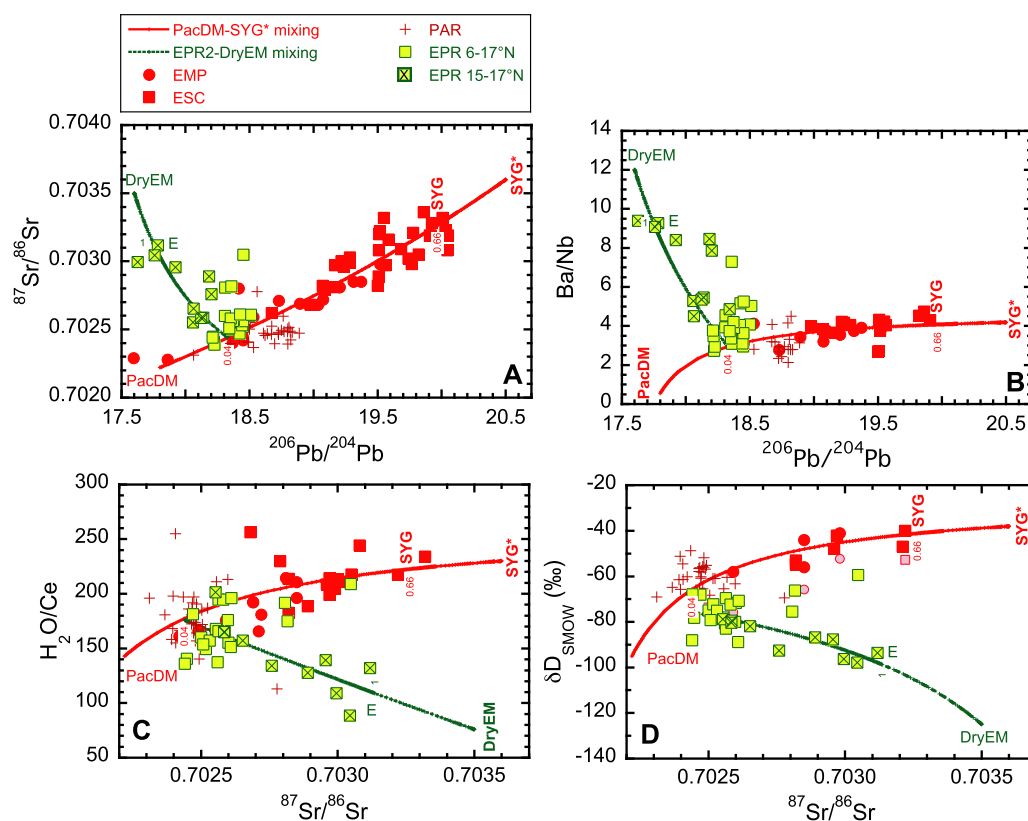 PacDM-SYG* mixing
EPR2-DryEM mixing
EMP
ESC
PAR
EPR 6-17°N
EPR 15-17°N
0.7040
0.7035
0.7030
0.7025
0.7020
⁸⁷Sr/⁸⁶Sr
DryEM
1
E
PacDM
0.04
0.66
SYG
SYG*
A
17.5
18.5
19.5
20.5
²⁰⁶Pb/²⁰⁴Pb
14
12
10
8
6
4
2
0
Ba/Nb
DryEM
1
E
PacDM
0.04
0.66
SYG
SYG*
B
17.5
18.5
19.5
20.5
²⁰⁶Pb/²⁰⁴Pb
300
250
200
150
100
50
H₂O/Ce
PacDM
0.04
SYG
0.66
SYG*
1
E
DryEM
C
0.7025
0.7030
0.7035
⁸⁷Sr/⁸⁶Sr
-20
-40
-60
-80
-100
-120
-140
δD_SMOW (‰)
PacDM
0.04
SYG
0.66
SYG*
E
1
DryEM
D
0.7025
0.7030
0.7035
⁸⁷Sr/⁸⁶Sr